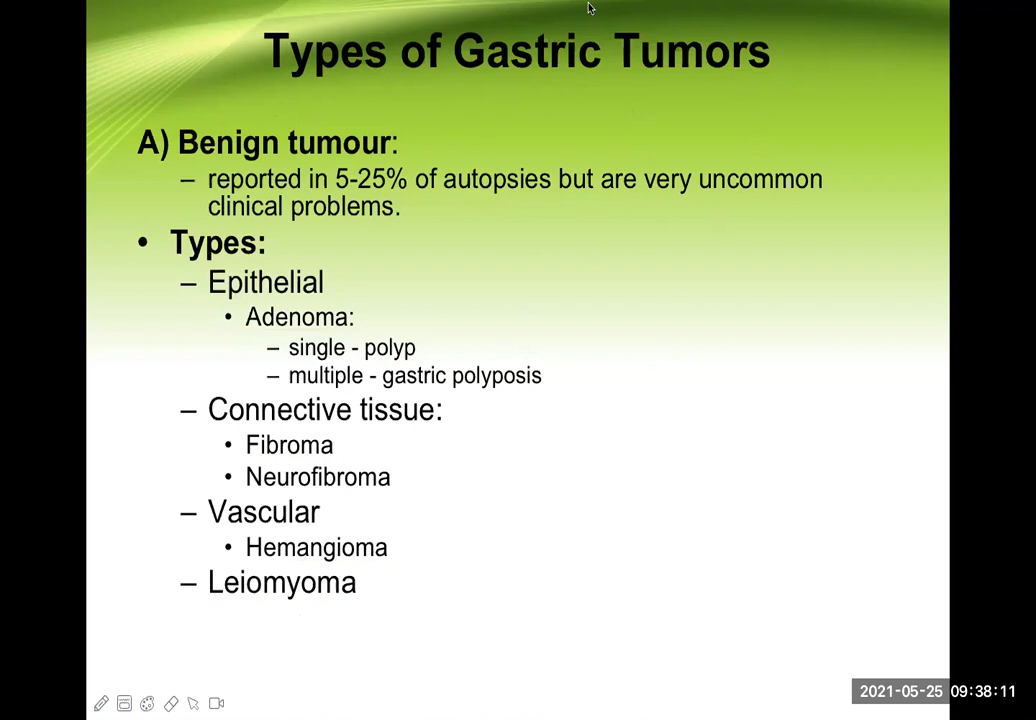 Types of Gastric Tumors
A) Benign tumour:
– reported in 5-25% of autopsies but are very uncommon
clinical problems.
• Types:
– Epithelial
• Adenoma:
– single - polyp
– multiple - gastric polyposis
– Connective tissue:
• Fibroma
• Neurofibroma
– Vascular
• Hemangioma
– Leiomyoma
2021-05-25 09:38:11